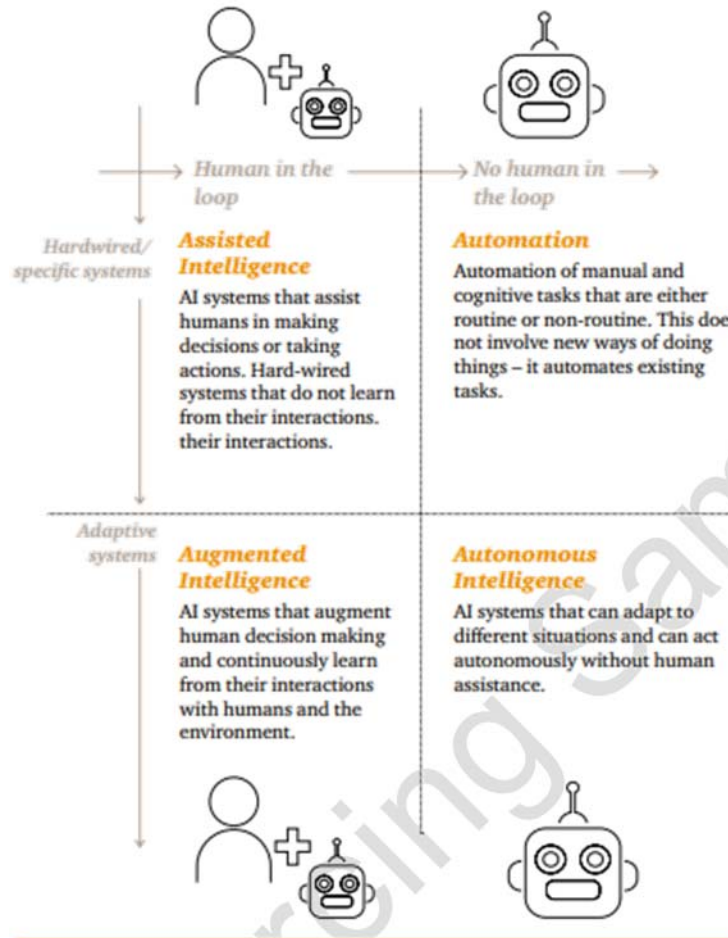 Human in the
loop
No human in
the loop
Hardwired/
specific systems
Assisted
Intelligence
AI systems that assist
humans in making
decisions or taking
actions. Hard-wired
systems that do not learn
from their interactions.
their interactions.
Automation
Automation of manual and
cognitive tasks that are either
routine or non-routine. This doe
not involve new ways of doing
things – it automates existing
tasks.
Adaptive
systems
Augmented
Intelligence
AI systems that augment
human decision making
and continuously learn
from their interactions
with humans and the
environment.
Autonomous
Intelligence
AI systems that can adapt to
different situations and can act
autonomously without human
assistance.
rcing Sam